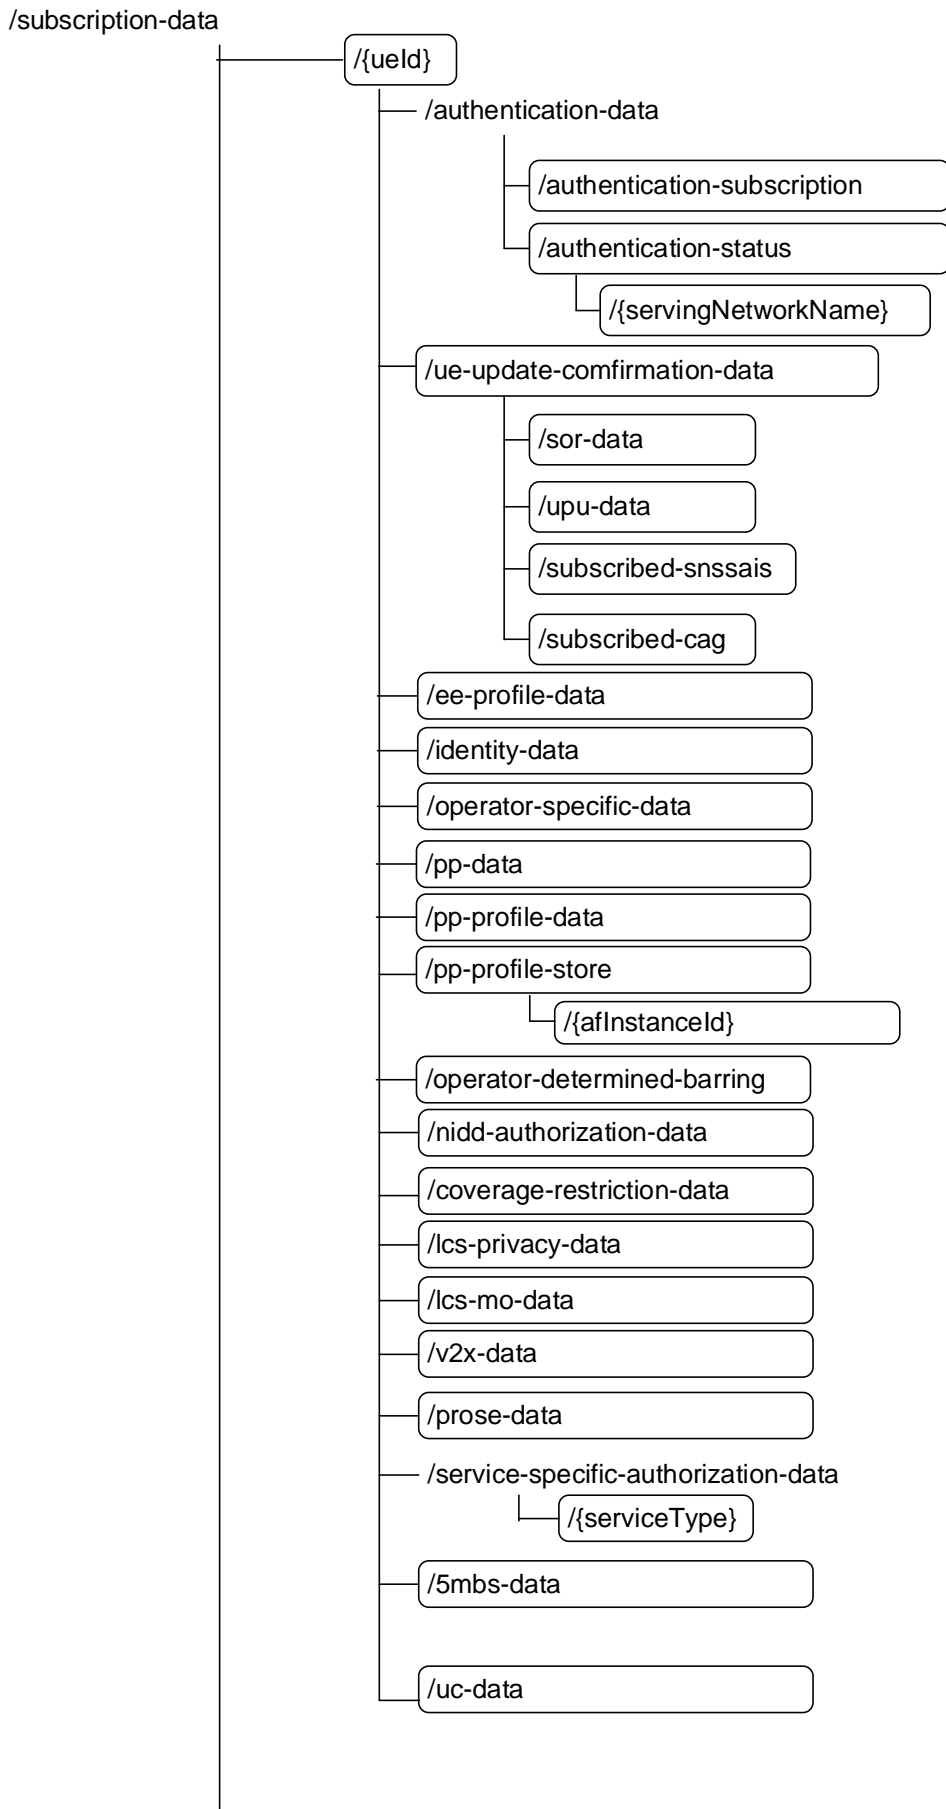 /subscription-data
/{ueId}
/authentication-data
/authentication-subscription
/authentication-status
/{servingNetworkName}
/ue-update-comfirmation-data
/sor-data
/upu-data
/subscribed-snssais
/subscribed-cag
/ee-profile-data
/identity-data
/operator-specific-data
/pp-data
/pp-profile-data
/pp-profile-store
/{afInstanceId}
/operator-determined-barring
/nidd-authorization-data
/coverage-restriction-data
/lcs-privacy-data
/lcs-mo-data
/v2x-data
/prose-data
/service-specific-authorization-data
/{serviceType}
/5mbs-data
/uc-data